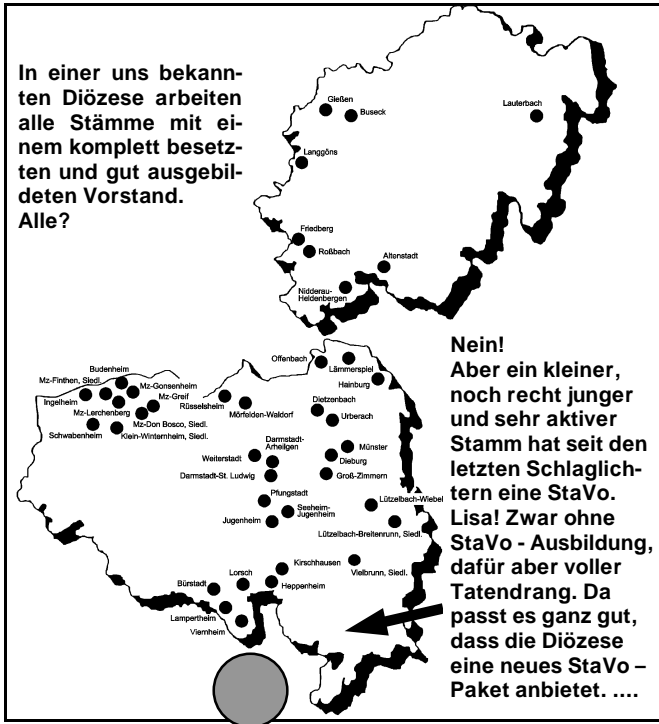 In einer uns bekann-
ten Diözese arbeiten
alle Stämme mit ei-
nem komplett besetz-
ten und gut ausgebil-
deten Vorstand.
Alle?
Gießen
Buseck
Lauterbach
Langgöns
Friedberg
Roßbach
Altenstadt
Nidderau-
Heldenbergen
Offenbach
Lämmerspiel
Hainburg
Budenheim
Mz-Finthen, Siedl.
Mz-Gonsenheim
Mz-Greif
Ingelheim
Mz-Lerchenberg
Mz-Don Bosco, Siedl.
Schwabenheim
Klein-Winternheim, Siedl.
Rüsselsheim
Mörfelden-Waldorf
Dietzenbach
Urberach
Darmstadt-
Arheilgen
Weiterstadt
Darmstadt-St. Ludwig
Münster
Dieburg
Groß-Zimmern
Pfungstadt
Seeheim-
Jugenheim
Jugenheim
Lützelbach-Wiebel
Lützelbach-Breitenrunn, Siedl.
Kirschhausen
Vielbrunn, Siedl.
Bürstadt
Lorsch
Heppenheim
Lampertheim
Viernheim
Nein!
Aber ein kleiner,
noch recht junger
und sehr aktiver
Stamm hat seit den
letzten Schlaglich-
tern eine StaVo.
Lisa! Zwar ohne
StaVo - Ausbildung,
dafür aber voller
Tatendrang. Da
passt es ganz gut,
dass die Diözese
eine neues StaVo –
Paket anbietet. ....